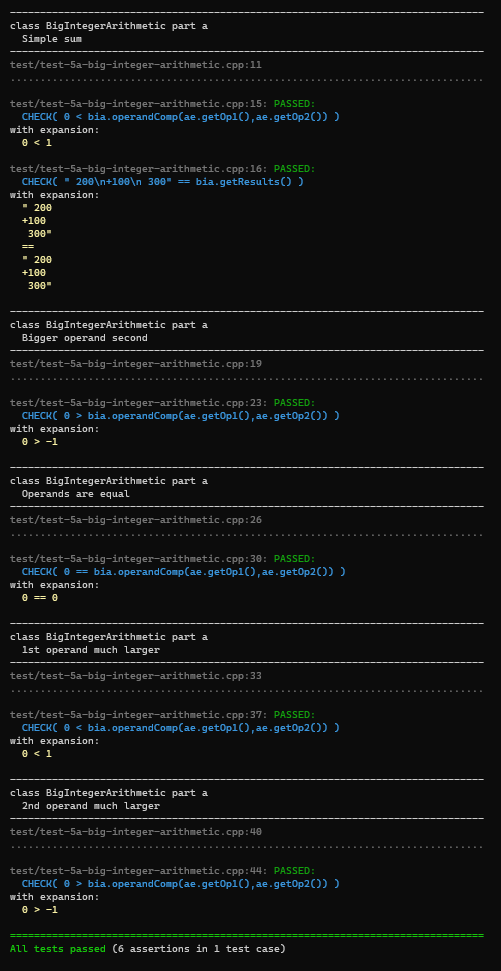 -------------------------------------------------------------------------------
class BigIntegerArithmetic part a
  Simple sum
-------------------------------------------------------------------------------
test/test-5a-big-integer-arithmetic.cpp:11
...............................................................................

test/test-5a-big-integer-arithmetic.cpp:15: PASSED:
  CHECK( 0 < bia.operandComp(ae.getOp1(),ae.getOp2()) )
with expansion:
  0 < 1

test/test-5a-big-integer-arithmetic.cpp:16: PASSED:
  CHECK( " 200\n+100\n 300" == bia.getResults() )
with expansion:
  " 200
  +100
   300"
  ==
  " 200
  +100
   300"

-------------------------------------------------------------------------------
class BigIntegerArithmetic part a
  Bigger operand second
-------------------------------------------------------------------------------
test/test-5a-big-integer-arithmetic.cpp:19
...............................................................................

test/test-5a-big-integer-arithmetic.cpp:23: PASSED:
  CHECK( 0 > bia.operandComp(ae.getOp1(),ae.getOp2()) )
with expansion:
  0 > -1

-------------------------------------------------------------------------------
class BigIntegerArithmetic part a
  Operands are equal
-------------------------------------------------------------------------------
test/test-5a-big-integer-arithmetic.cpp:26
...............................................................................

test/test-5a-big-integer-arithmetic.cpp:30: PASSED:
  CHECK( 0 == bia.operandComp(ae.getOp1(),ae.getOp2()) )
with expansion:
  0 == 0

-------------------------------------------------------------------------------
class BigIntegerArithmetic part a
  1st operand much larger
-------------------------------------------------------------------------------
test/test-5a-big-integer-arithmetic.cpp:33
...............................................................................

test/test-5a-big-integer-arithmetic.cpp:37: PASSED:
  CHECK( 0 < bia.operandComp(ae.getOp1(),ae.getOp2()) )
with expansion:
  0 < 1

-------------------------------------------------------------------------------
class BigIntegerArithmetic part a
  2nd operand much larger
-------------------------------------------------------------------------------
test/test-5a-big-integer-arithmetic.cpp:40
...............................................................................

test/test-5a-big-integer-arithmetic.cpp:44: PASSED:
  CHECK( 0 > bia.operandComp(ae.getOp1(),ae.getOp2()) )
with expansion:
  0 > -1

===============================================================================
All tests passed (6 assertions in 1 test case)